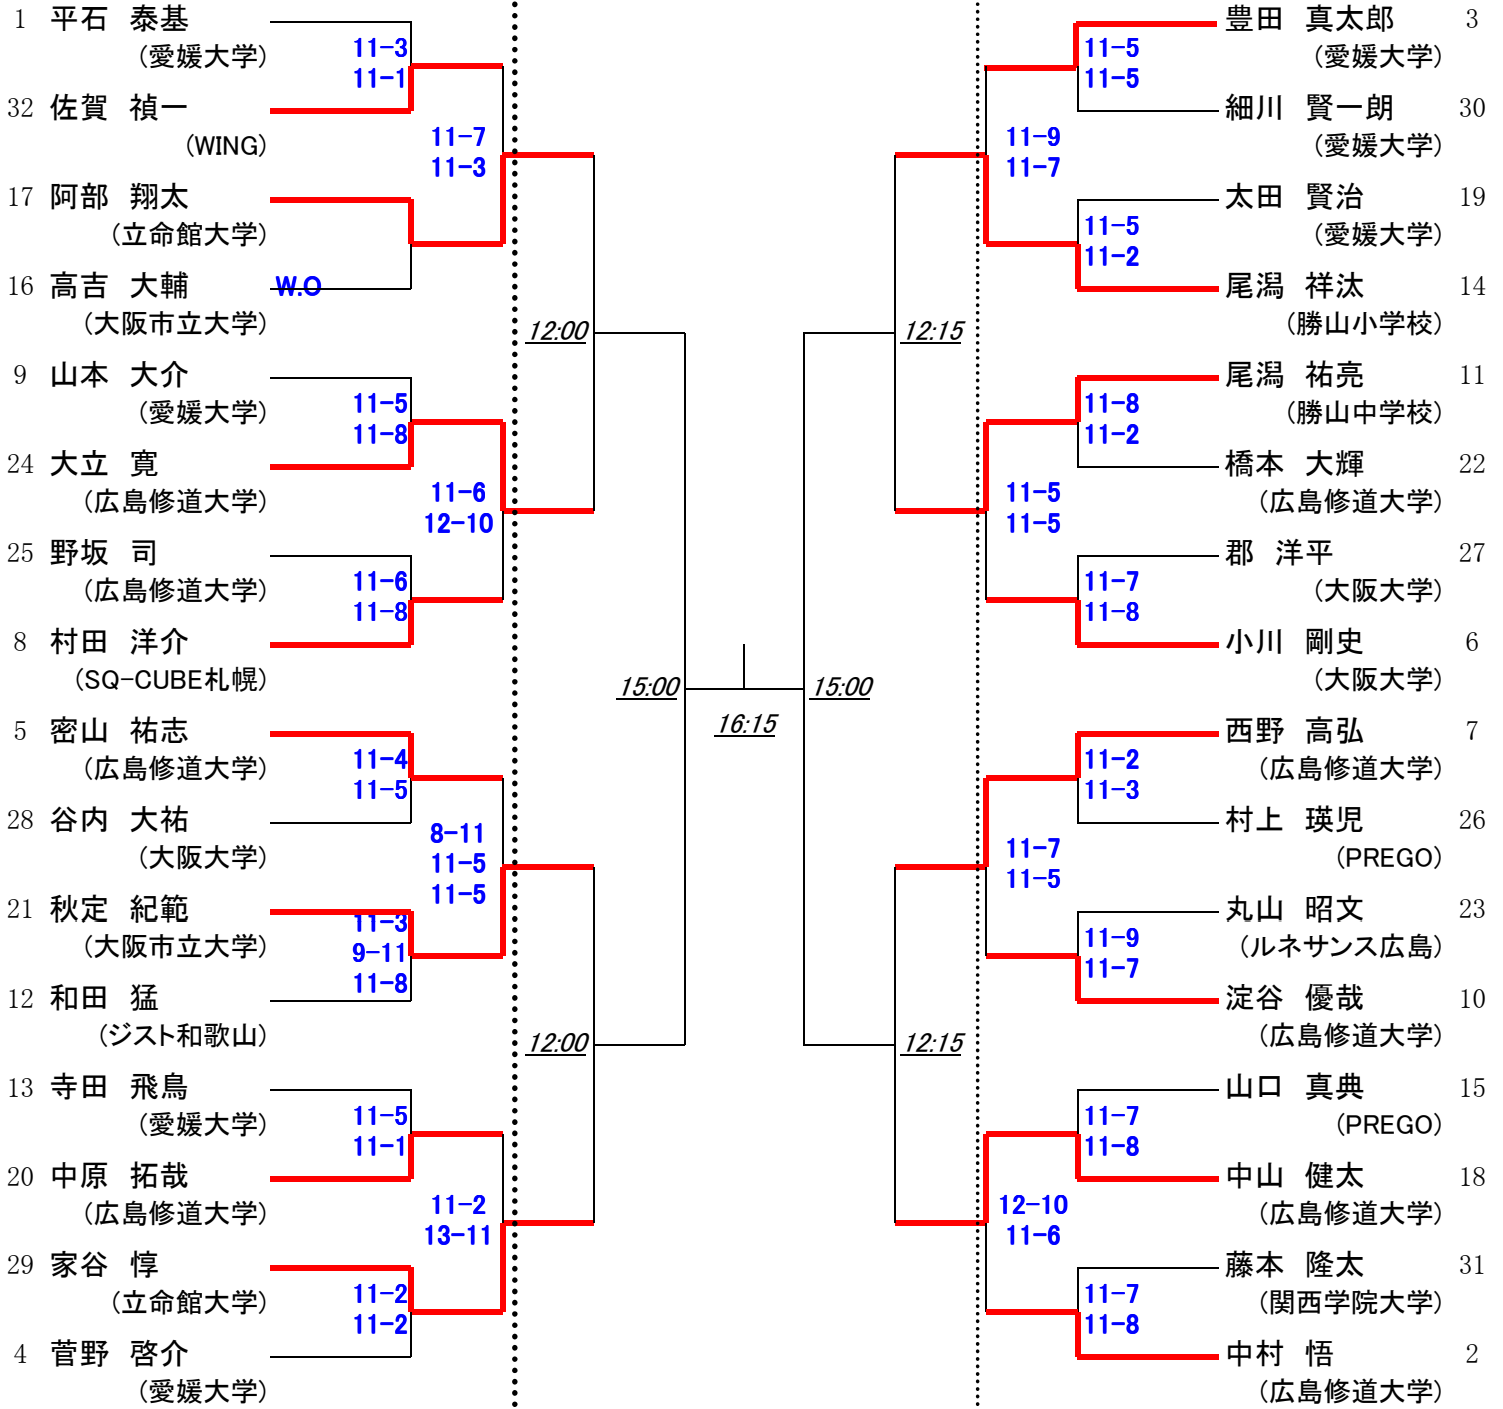 1 平石 泰基
(愛媛大学)
11-3
11-1
32 佐賀 禎一
(WING)
11-7
11-3
17 阿部 翔太
(立命館大学)
16 高吉 大輔
W.O
(大阪市立大学)
12:00
9 山本 大介
(愛媛大学)
11-5
11-8
24 大立 寛
(広島修道大学)
11-6
12-10
25 野坂 司
(広島修道大学)
11-6
11-8
8 村田 洋介
(SQ-CUBE札幌)
15:00
5 密山 祐志
(広島修道大学)
11-4
11-5
28 谷内 大祐
(大阪大学)
8-11
11-5
11-5
21 秋定 紀範
(大阪市立大学)
11-3
9-11
11-8
12 和田 猛
(ジスト和歌山)
12:00
13 寺田 飛鳥
(愛媛大学)
11-5
11-1
20 中原 拓哉
(広島修道大学)
11-2
13-11
29 家谷 惇
(立命館大学)
11-2
11-2
4 菅野 啓介
(愛媛大学)
16:15
豊田 真太郎 3
(愛媛大学)
11-5
11-5
細川 賢一朗 30
(愛媛大学)
11-9
11-7
太田 賢治 19
(愛媛大学)
11-5
11-2
尾潟 祥汰 14
(勝山小学校)
12:15
尾潟 祐亮 11
(勝山中学校)
11-8
11-2
橋本 大輝 22
(広島修道大学)
11-5
11-5
郡 洋平 27
(大阪大学)
11-7
11-8
小川 剛史 6
(大阪大学)
15:00
西野 高弘 7
(広島修道大学)
11-2
11-3
村上 瑛児 26
(PREGO)
11-7
11-5
丸山 昭文 23
(ルネサンス広島)
11-9
11-7
淀谷 優哉 10
(広島修道大学)
12:15
山口 真典 15
(PREGO)
11-7
11-8
中山 健太 18
(広島修道大学)
12-10
11-6
藤本 隆太 31
(関西学院大学)
11-7
11-8
中村 悟 2
(広島修道大学)